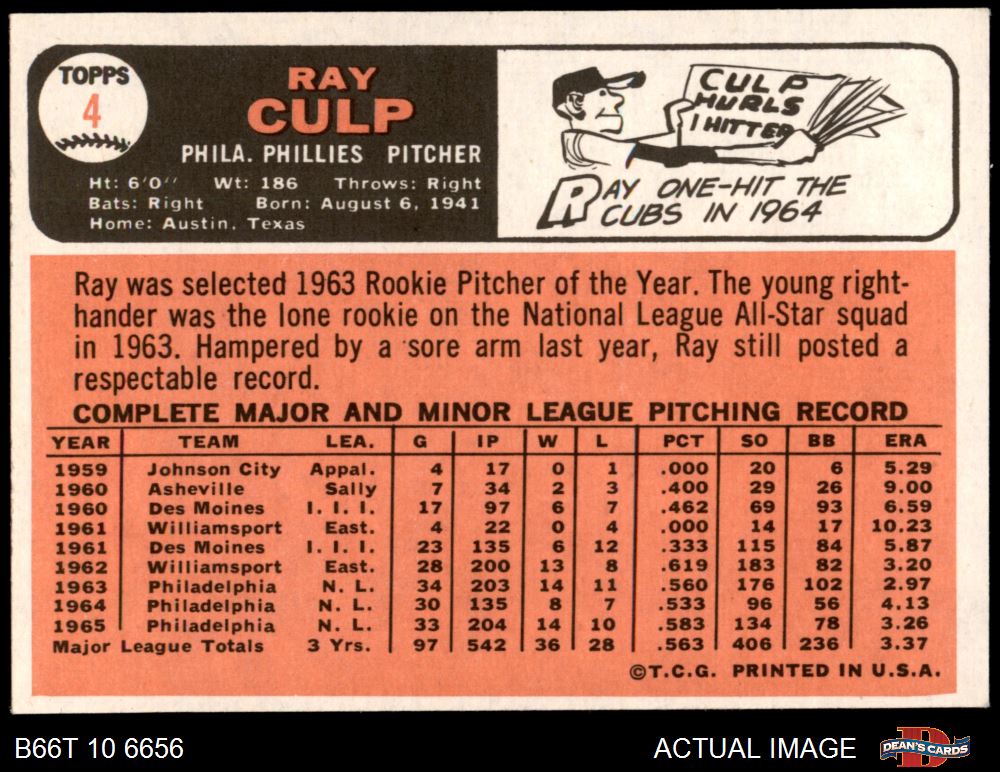 TOPPS
4
RAY
CULP
PHILA. PHILLIES PITCHER
Ht: 6'0" Wt: 186 Throws: Right
Bats: Right Born: August 6, 1941
Home: Austin, Texas
CULP
HURLS
1 HITTER
RAY ONE-HIT THE
CUBS IN 1964
Ray was selected 1963 Rookie Pitcher of the Year. The young right-
hander was the lone rookie on the National League All-Star squad
in 1963. Hampered by a sore arm last year, Ray still posted a
respectable record.
COMPLETE MAJOR AND MINOR LEAGUE PITCHING RECORD
YEAR TEAM LEA. G IP W L PCT SO BB ERA
1959 Johnson City Appal. 4 17 0 1 .000 20 6 5.29
1960 Asheville Sally 7 34 2 3 .400 29 26 9.00
1960 Des Moines I. I. I. 17 97 6 7 .462 69 93 6.59
1961 Williamsport East. 4 22 0 4 .000 14 17 10.23
1961 Des Moines I. I. I. 23 135 6 12 .333 115 84 5.87
1962 Williamsport East. 28 200 13 8 .619 183 82 3.20
1963 Philadelphia N. L. 34 203 14 11 .560 176 102 2.97
1964 Philadelphia N. L. 30 135 8 7 .533 96 56 4.13
1965 Philadelphia N. L. 33 204 14 10 .583 134 78 3.26
Major League Totals 3 Yrs. 97 542 36 28 .563 406 236 3.37
©T.C.G. PRINTED IN U.S.A.
B66T 10 6656 ACTUAL IMAGE DEAN'S CARDS